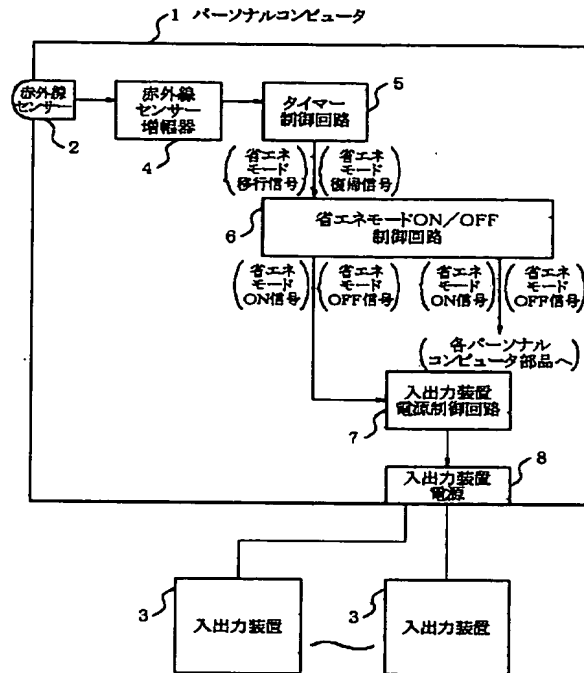 1 パーソナルコンピュータ
赤外線
センサー
2
赤外線
センサー
増幅器
4
タイマー
制御回路
5
省エネ
モード
移行信号
省エネ
モード
復帰信号
省エネモードON/OFF
制御回路
6
省エネ
モード
ON信号
省エネ
モード
OFF信号
省エネ
モード
ON信号
省エネ
モード
OFF信号
各パーソナル
コンピュータ部品へ
入出力装置
電源制御回路
7
入出力装置
電源
8
3
入出力装置
3
入出力装置